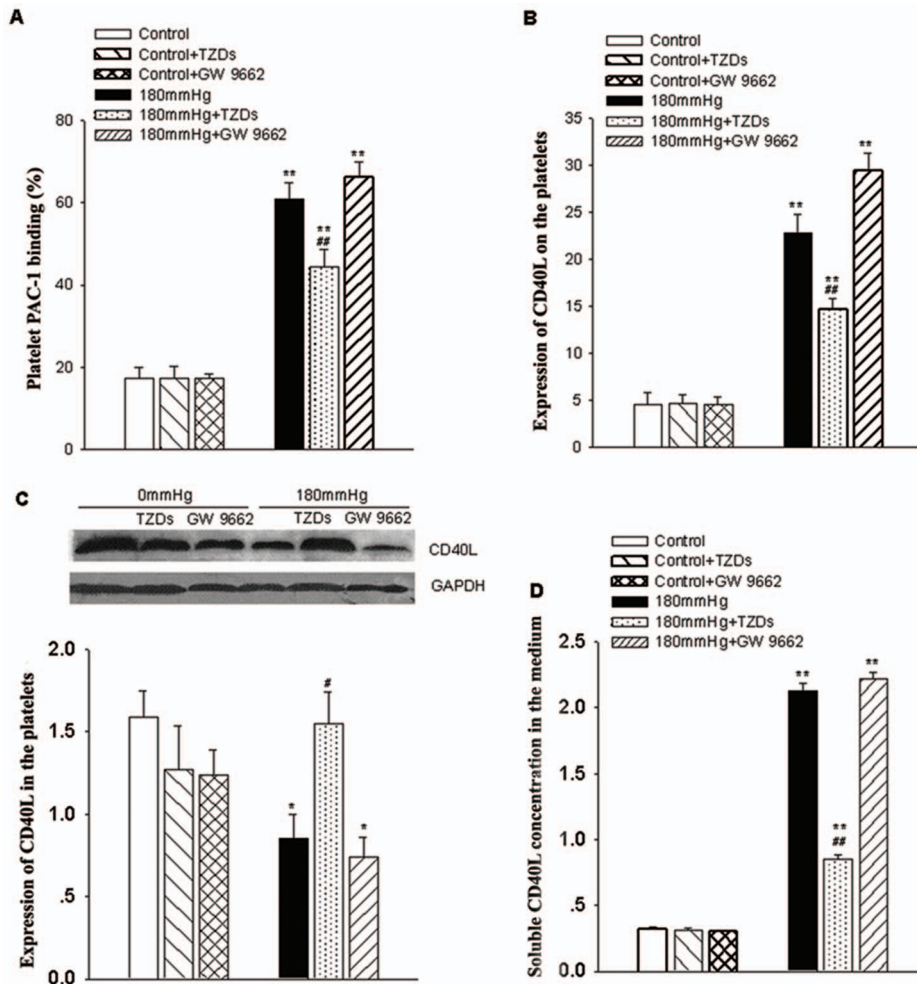 A
Control
Control+TZDs
Control+GW 9662
180mmHg
180mmHg+TZDs
180mmHg+GW 9662
Platelet PAC-1 binding (%)
80
60
40
20
0
**
**
##
**
B
Control
Control+TZDs
Control+GW 9662
180mmHg
180mmHg+TZDs
180mmHg+GW 9662
Expression of CD40L on the platelets
35
30
25
20
15
10
5
0
**
**
##
**
C
0mmHg 180mmHg
TZDs GW 9662 TZDs GW 9662
CD40L
GAPDH
Expression of CD40L in the platelets
2.0
1.5
1.0
.5
0.0
*
#
*
D
Control
Control+TZDs
Control+GW 9662
180mmHg
180mmHg+TZDs
180mmHg+GW 9662
Soluble CD40L concentration in the medium
2.5
2.0
1.5
1.0
.5
0.0
**
**
##
**